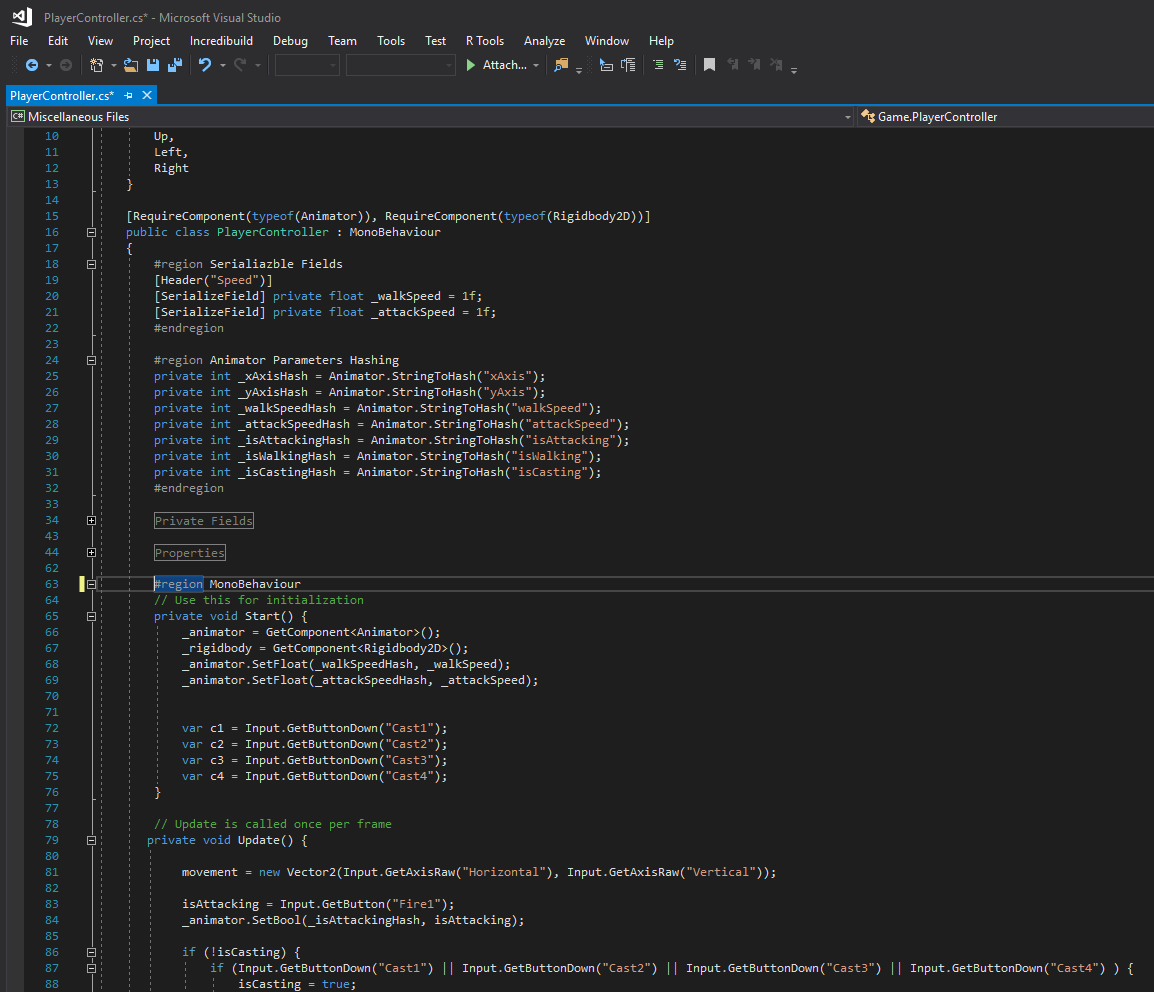 PlayerController.cs* - Microsoft Visual Studio
File Edit View Project Incredibuild Debug Team Tools Test R Tools Analyze Window Help
Attach...
PlayerController.cs*
C# Miscellaneous Files Game.PlayerController
10 Up,
11 Left,
12 Right
13 }
14
15 [RequireComponent(typeof(Animator)), RequireComponent(typeof(Rigidbody2D))]
16 public class PlayerController : MonoBehaviour
17 {
18 #region Serialiazble Fields
19 [Header("Speed")]
20 [SerializeField] private float _walkSpeed = 1f;
21 [SerializeField] private float _attackSpeed = 1f;
22 #endregion
23
24 #region Animator Parameters Hashing
25 private int _xAxisHash = Animator.StringToHash("xAxis");
26 private int _yAxisHash = Animator.StringToHash("yAxis");
27 private int _walkSpeedHash = Animator.StringToHash("walkSpeed");
28 private int _attackSpeedHash = Animator.StringToHash("attackSpeed");
29 private int _isAttackingHash = Animator.StringToHash("isAttacking");
30 private int _isWalkingHash = Animator.StringToHash("isWalking");
31 private int _isCastingHash = Animator.StringToHash("isCasting");
32 #endregion
33
34 Private Fields
43
44 Properties
62
63 #region MonoBehaviour
64 // Use this for initialization
65 private void Start() {
66 _animator = GetComponent<Animator>();
67 _rigidbody = GetComponent<Rigidbody2D>();
68 _animator.SetFloat(_walkSpeedHash, _walkSpeed);
69 _animator.SetFloat(_attackSpeedHash, _attackSpeed);
70
71
72 var c1 = Input.GetButtonDown("Cast1");
73 var c2 = Input.GetButtonDown("Cast2");
74 var c3 = Input.GetButtonDown("Cast3");
75 var c4 = Input.GetButtonDown("Cast4");
76 }
77
78 // Update is called once per frame
79 private void Update() {
80
81 movement = new Vector2(Input.GetAxisRaw("Horizontal"), Input.GetAxisRaw("Vertical"));
82
83 isAttacking = Input.GetButton("Fire1");
84 _animator.SetBool(_isAttackingHash, isAttacking);
85
86 if (!isCasting) {
87 if (Input.GetButtonDown("Cast1") || Input.GetButtonDown("Cast2") || Input.GetButtonDown("Cast3") || Input.GetButtonDown("Cast4") ) {
88 isCasting = true;